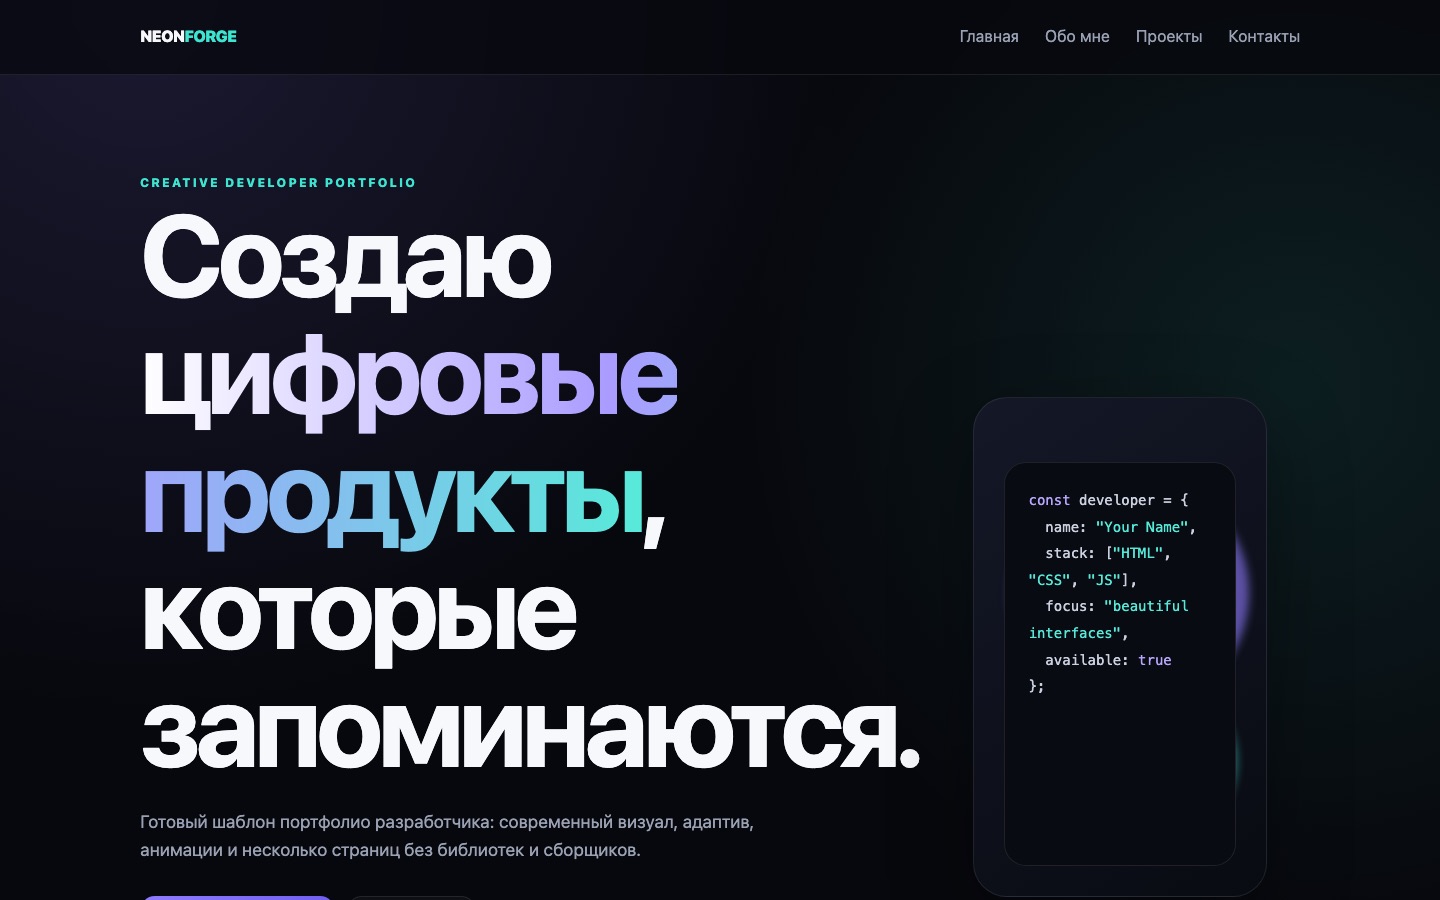 NEONFORGE
Главная
Обо мне
Проекты
Контакты
CREATIVE DEVELOPER PORTFOLIO
Создаю
цифровые
продукты,
которые
запоминаются.
Готовый шаблон портфолио разработчика: современный визуал, адаптив,
анимации и несколько страниц без библиотек и сборщиков.
const developer = {
name: "Your Name",
stack: ["HTML",
"CSS", "JS"],
focus: "beautiful
interfaces",
available: true
};